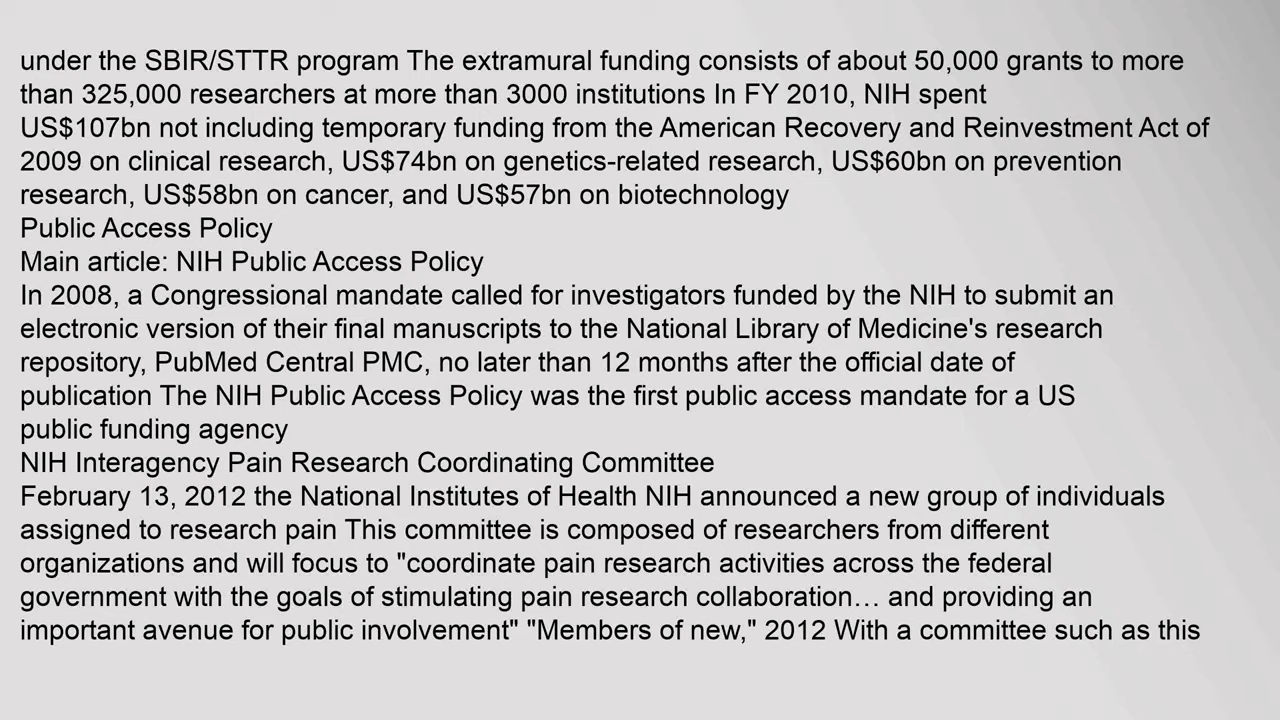 under the SBIR/STTR program The extramural funding consists of about 50,000 grants to more
than 325,000 researchers at more than 3000 institutions In FY 2010, NIH spent
US$107bn not including temporary funding from the American Recovery and Reinvestment Act of
2009 on clinical research, US$74bn on genetics-related research, US$60bn on prevention
research, US$58bn on cancer, and US$57bn on biotechnology
Public Access Policy
Main article: NIH Public Access Policy
In 2008, a Congressional mandate called for investigators funded by the NIH to submit an
electronic version of their final manuscripts to the National Library of Medicine's research
repository, PubMed Central PMC, no later than 12 months after the official date of
publication The NIH Public Access Policy was the first public access mandate for a US
public funding agency
NIH Interagency Pain Research Coordinating Committee
February 13, 2012 the National Institutes of Health NIH announced a new group of individuals
assigned to research pain This committee is composed of researchers from different
organizations and will focus to "coordinate pain research activities across the federal
government with the goals of stimulating pain research collaboration… and providing an
important avenue for public involvement" "Members of new," 2012 With a committee such as this